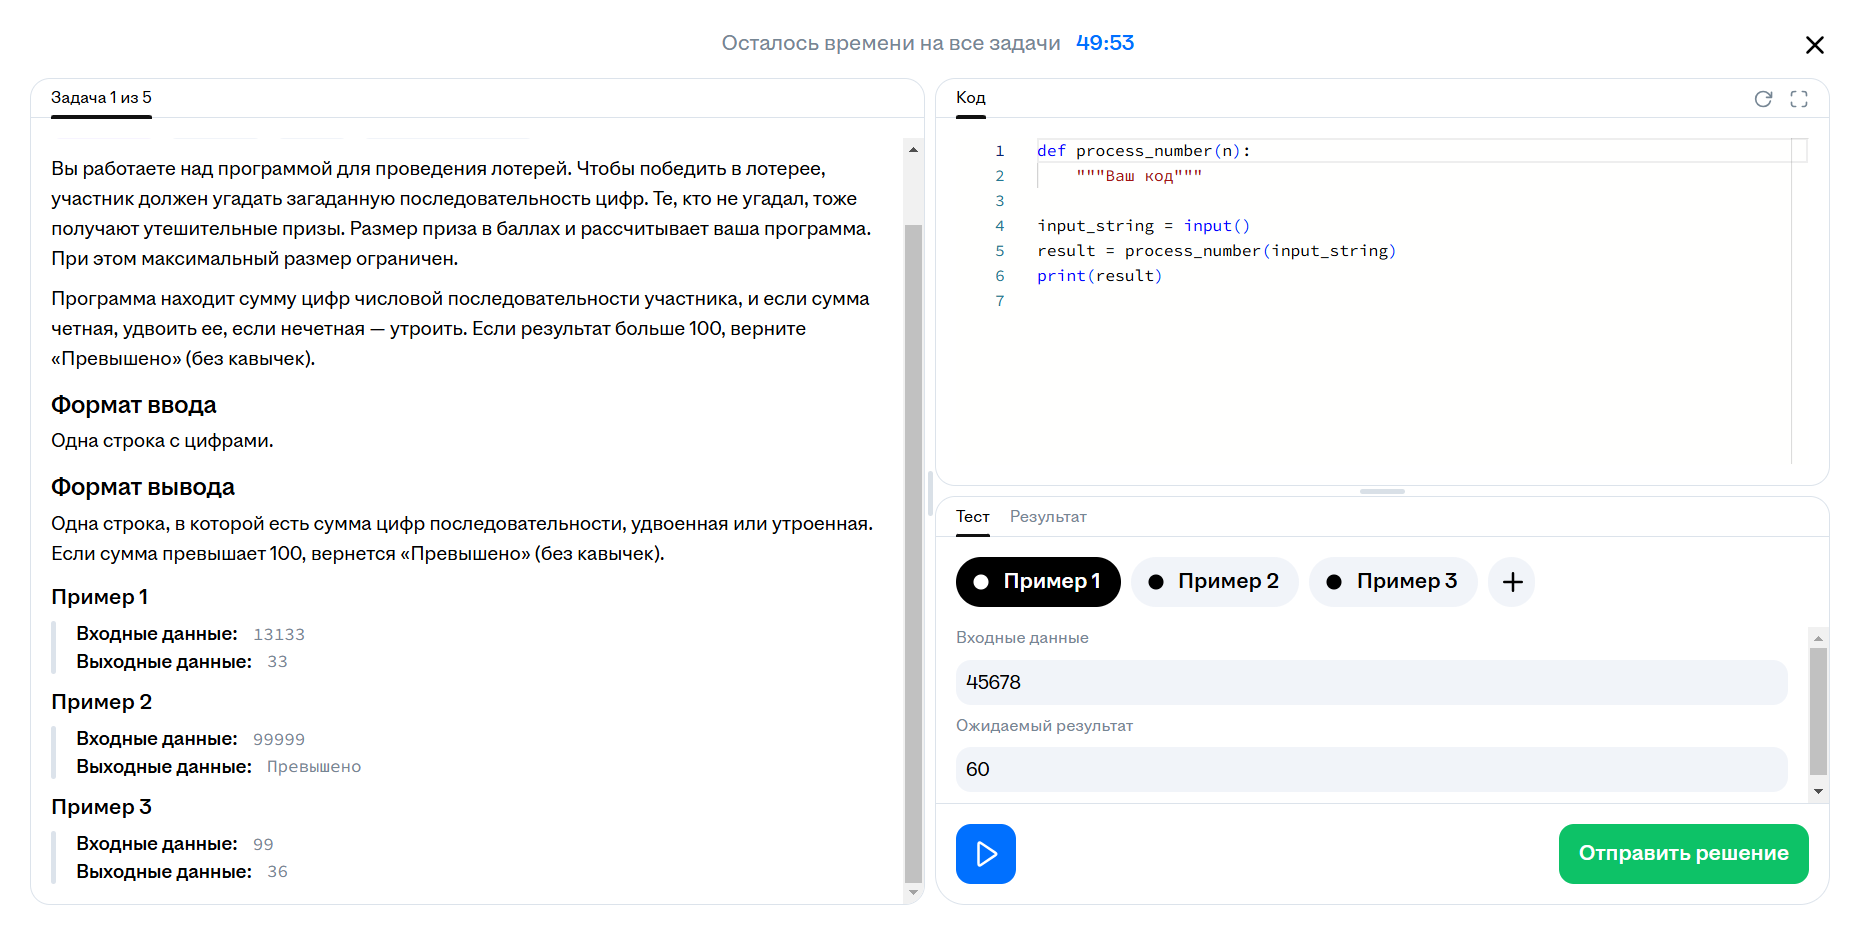 Осталось времени на все задачи 49:53
Задача 1 из 5
Вы работаете над программой для проведения лотерей. Чтобы победить в лотерее,
участник должен угадать загаданную последовательность цифр. Те, кто не угадал, тоже
получают утешительные призы. Размер приза в баллах и рассчитывает ваша программа.
При этом максимальный размер ограничен.
Программа находит сумму цифр числовой последовательности участника, и если сумма
четная, удвоить ее, если нечетная — утроить. Если результат больше 100, верните
«Превышено» (без кавычек).
Формат ввода
Одна строка с цифрами.
Формат вывода
Одна строка, в которой есть сумма цифр последовательности, удвоенная или утроенная.
Если сумма превышает 100, вернется «Превышено» (без кавычек).
Пример 1
Входные данные: 13133
Выходные данные: 33
Пример 2
Входные данные: 99999
Выходные данные: Превышено
Пример 3
Входные данные: 99
Выходные данные: 36
Код
1 def process_number(n):
2     """Ваш код"""
3
4 input_string = input()
5 result = process_number(input_string)
6 print(result)
7
Тест Результат
Пример 1 Пример 2 Пример 3
Входные данные
45678
Ожидаемый результат
60
Отправить решение